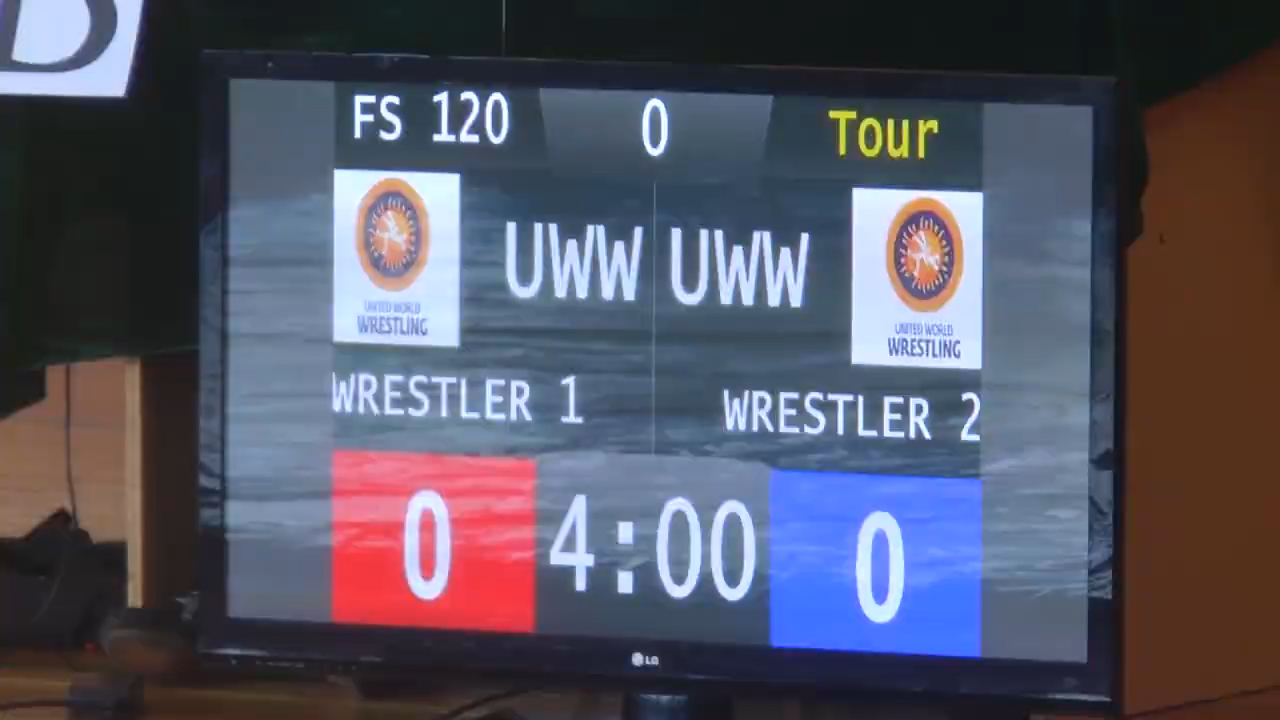 FS 120 0 Tour
UWW UWW
UNITED WORLD
WRESTLING
UNITED WORLD
WRESTLING
WRESTLER 1 WRESTLER 2
0 4:00 0
LG